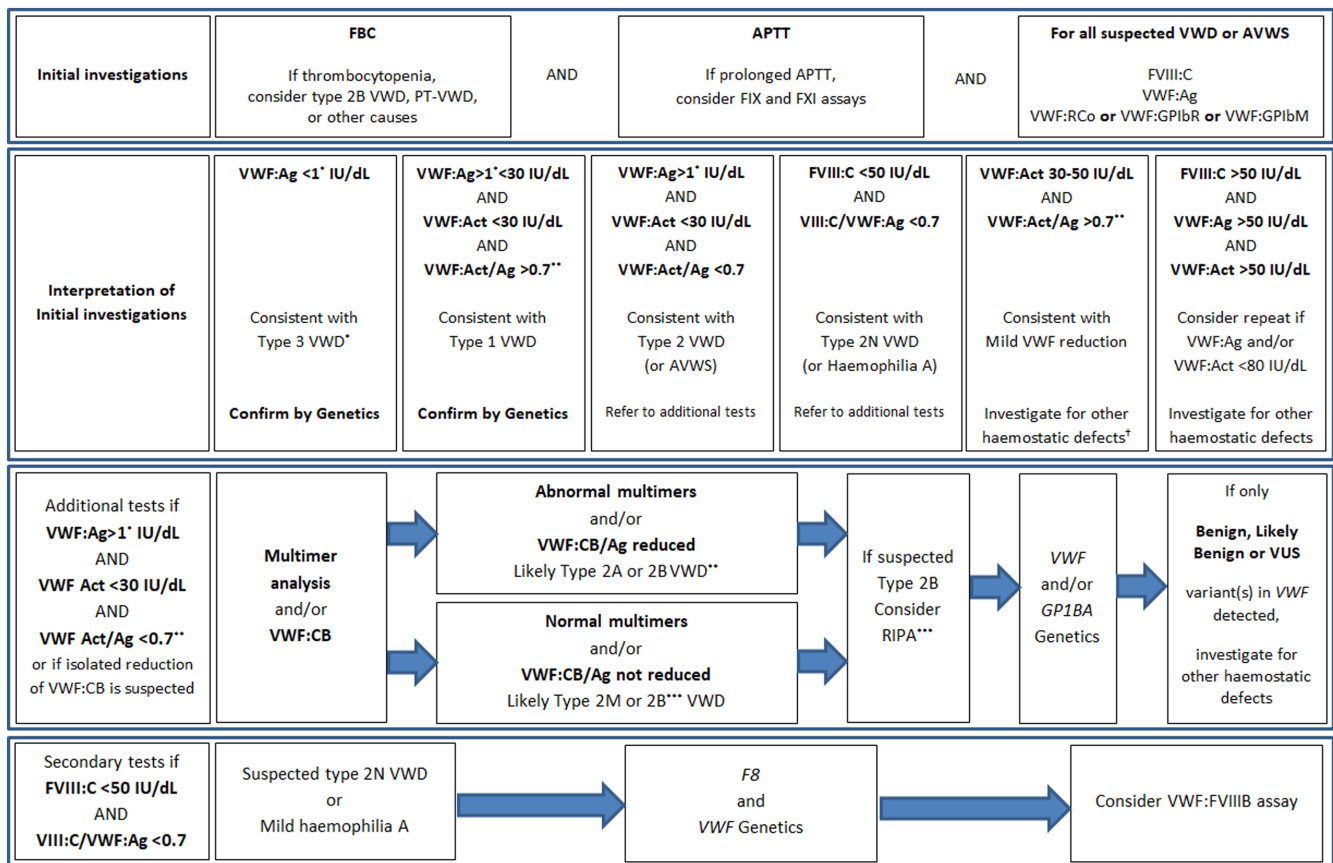 Initial investigations
FBC
If thrombocytopenia,
consider type 2B VWD, PT-VWD,
or other causes
AND
APTT
If prolonged APTT,
consider FIX and FXI assays
AND
For all suspected VWD or AVWS
FVIII:C
VWF:Ag
VWF:RCo or VWF:GPIbR or VWF:GPIbM
Interpretation of
Initial investigations
VWF:Ag <1* IU/dL
Consistent with
Type 3 VWD*
Confirm by Genetics
VWF:Ag>1*<30 IU/dL
AND
VWF:Act <30 IU/dL
AND
VWF:Act/Ag >0.7**
Consistent with
Type 1 VWD
Confirm by Genetics
VWF:Ag>1* IU/dL
AND
VWF:Act <30 IU/dL
AND
VWF:Act/Ag <0.7
Consistent with
Type 2 VWD
(or AVWS)
Refer to additional tests
FVIII:C <50 IU/dL
AND
VIII:C/VWF:Ag <0.7
Consistent with
Type 2N VWD
(or Haemophilia A)
Refer to additional tests
VWF:Act 30-50 IU/dL
AND
VWF:Act/Ag >0.7**
Consistent with
Mild VWF reduction
Investigate for other
haemostatic defects†
FVIII:C >50 IU/dL
AND
VWF:Ag >50 IU/dL
AND
VWF:Act >50 IU/dL
Consider repeat if
VWF:Ag and/or
VWF:Act <80 IU/dL
Investigate for other
haemostatic defects
Additional tests if
VWF:Ag>1* IU/dL
AND
VWF Act <30 IU/dL
AND
VWF Act/Ag <0.7**
or if isolated reduction
of VWF:CB is suspected
Multimer
analysis
and/or
VWF:CB
Abnormal multimers
and/or
VWF:CB/Ag reduced
Likely Type 2A or 2B VWD**
Normal multimers
and/or
VWF:CB/Ag not reduced
Likely Type 2M or 2B*** VWD
If suspected
Type 2B
Consider
RIPA***
VWF
and/or
GP1BA
Genetics
If only
Benign, Likely
Benign or VUS
variant(s) in VWF
detected,
investigate for
other haemostatic
defects
Secondary tests if
FVIII:C <50 IU/dL
AND
VIII:C/VWF:Ag <0.7
Suspected type 2N VWD
or
Mild haemophilia A
F8
and
VWF Genetics
Consider VWF:FVIIIB assay